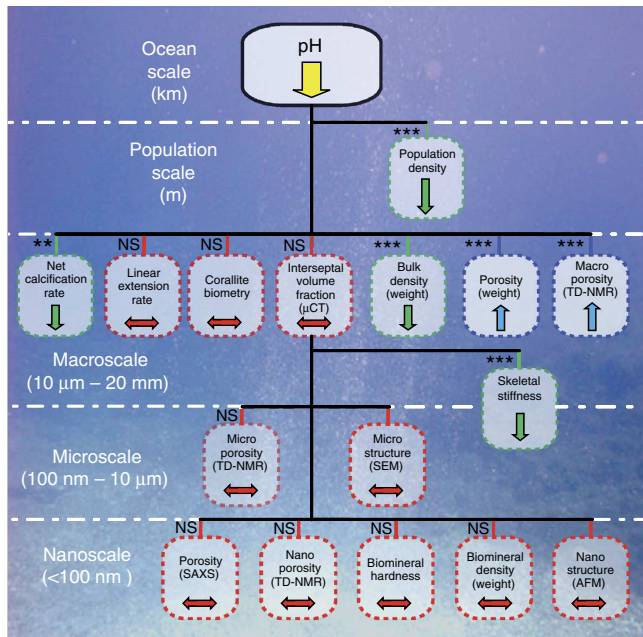 Ocean
scale
(km)
pH
Population
scale
(m)
***
Population
density
**
NS
NS
NS
***
***
***
Net
calcification
rate
Linear
extension
rate
Corallite
biometry
Interseptal
volume
fraction
(μCT)
Bulk
density
(weight)
Porosity
(weight)
Macro
porosity
(TD-NMR)
Macroscale
(10 μm – 20 mm)
***
Skeletal
stiffness
NS
Micro
porosity
(TD-NMR)
Micro
structure
(SEM)
Microscale
(100 nm – 10 μm)
NS
NS
NS
NS
Nanoscale
(<100 nm )
Porosity
(SAXS)
Nano
porosity
(TD-NMR)
Biomineral
hardness
Biomineral
density
(weight)
Nano
structure
(AFM)